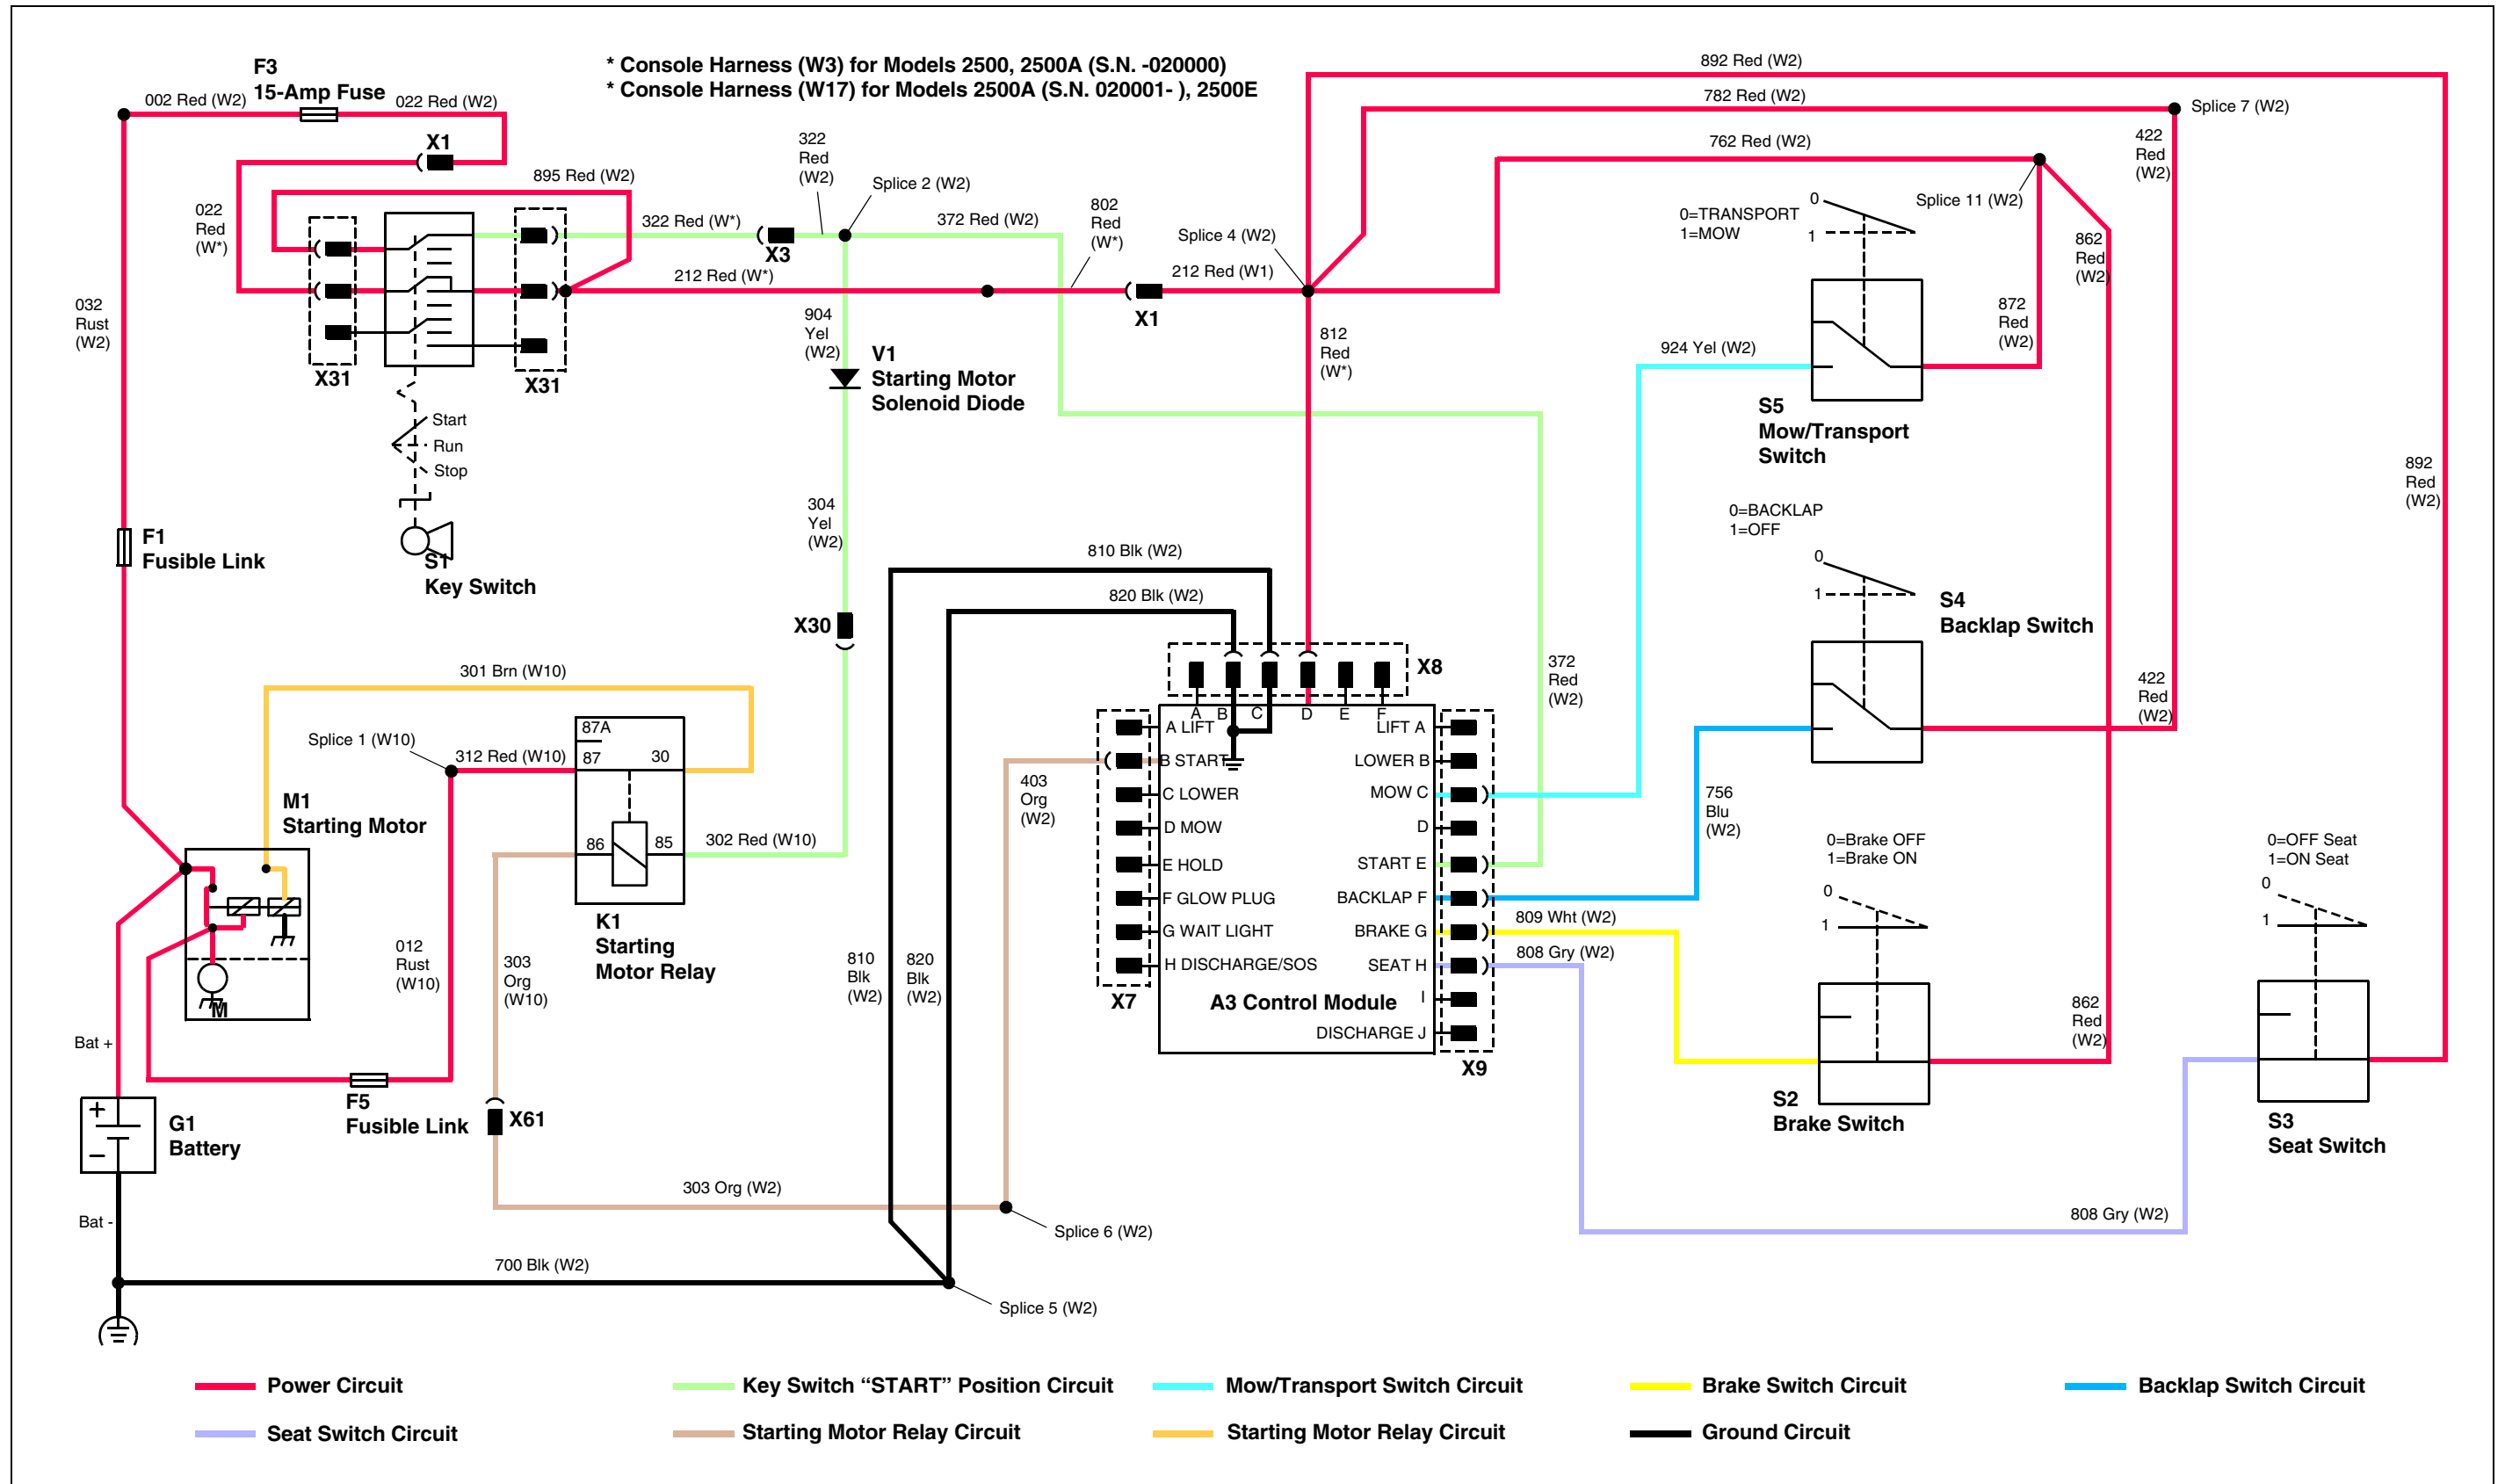 * Console Harness (W3) for Models 2500, 2500A (S.N. -020000)
* Console Harness (W17) for Models 2500A (S.N. 020001- ), 2500E
F3
15-Amp Fuse
002 Red (W2)
022 Red (W2)
X1
895 Red (W2)
022
Red
(W*)
X31
X31
322 Red (W*)
X3
322
Red
(W2)
Splice 2 (W2)
372 Red (W2)
212 Red (W*)
802
Red
(W*)
X1
Splice 4 (W2)
212 Red (W1)
892 Red (W2)
782 Red (W2)
Splice 7 (W2)
762 Red (W2)
422
Red
(W2)
Splice 11 (W2)
0=TRANSPORT
1=MOW
0
1
862
Red
(W2)
872
Red
(W2)
924 Yel (W2)
S5
Mow/Transport
Switch
032
Rust
(W2)
904
Yel
(W2)
V1
Starting Motor
Solenoid Diode
812
Red
(W*)
Start
Run
Stop
S1
Key Switch
F1
Fusible Link
304
Yel
(W2)
X30
892
Red
(W2)
0=BACKLAP
1=OFF
0
1
S4
Backlap Switch
422
Red
(W2)
810 Blk (W2)
820 Blk (W2)
X8
372
Red
(W2)
A
B
C
D
E
F
301 Brn (W10)
Splice 1 (W10)
312 Red (W10)
87A
87
30
86
85
302 Red (W10)
K1
Starting
Motor Relay
M1
Starting Motor
M
012
Rust
(W10)
303
Org
(W10)
403
Org
(W2)
A LIFT
B START
C LOWER
D MOW
E HOLD
F GLOW PLUG
G WAIT LIGHT
H DISCHARGE/SOS
X7
LIFT A
LOWER B
MOW C
D
START E
BACKLAP F
BRAKE G
SEAT H
I
DISCHARGE J
A3 Control Module
X9
756
Blu
(W2)
809 Wht (W2)
808 Gry (W2)
0=Brake OFF
1=Brake ON
0
1
862
Red
(W2)
S2
Brake Switch
0=OFF Seat
1=ON Seat
0
1
S3
Seat Switch
810
Blk
(W2)
820
Blk
(W2)
Bat +
G1
Battery
F5
Fusible Link
X61
303 Org (W2)
Splice 6 (W2)
808 Gry (W2)
Bat -
700 Blk (W2)
Splice 5 (W2)
Power Circuit
Key Switch “START” Position Circuit
Mow/Transport Switch Circuit
Brake Switch Circuit
Backlap Switch Circuit
Seat Switch Circuit
Starting Motor Relay Circuit
Starting Motor Relay Circuit
Ground Circuit